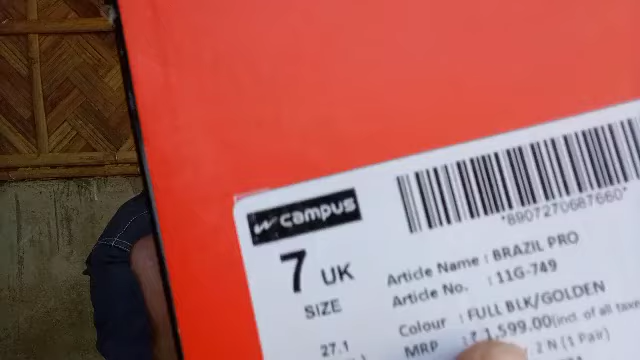 campus
*8907270687660*
7 UK
SIZE
27.1
Article Name : BRAZIL PRO
Article No. : 11G-749
Colour : FULL BLK/GOLDEN
MRP : ₹ 1,599.00(incl. of all taxe
2 N (1 Pair)